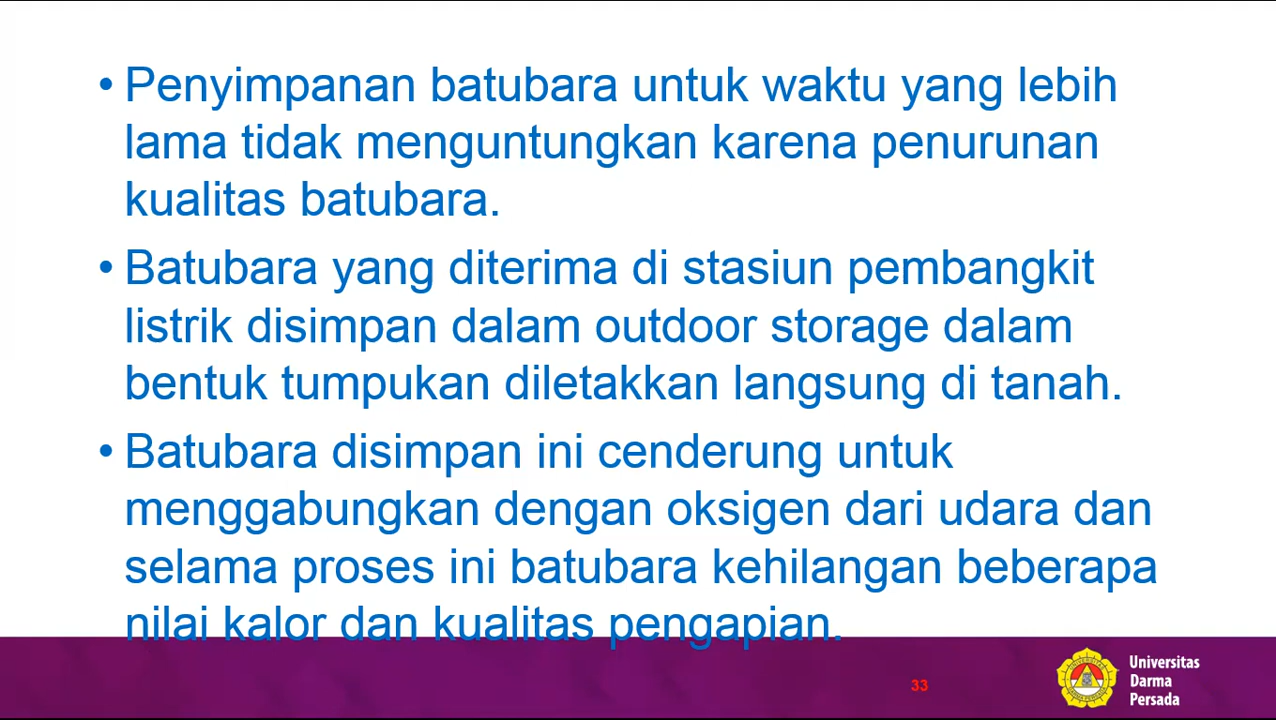 • Penyimpanan batubara untuk waktu yang lebih
lama tidak menguntungkan karena penurunan
kualitas batubara.
• Batubara yang diterima di stasiun pembangkit
listrik disimpan dalam outdoor storage dalam
bentuk tumpukan diletakkan langsung di tanah.
• Batubara disimpan ini cenderung untuk
menggabungkan dengan oksigen dari udara dan
selama proses ini batubara kehilangan beberapa
nilai kalor dan kualitas pengapian.
33
Universitas
Darma
Persada